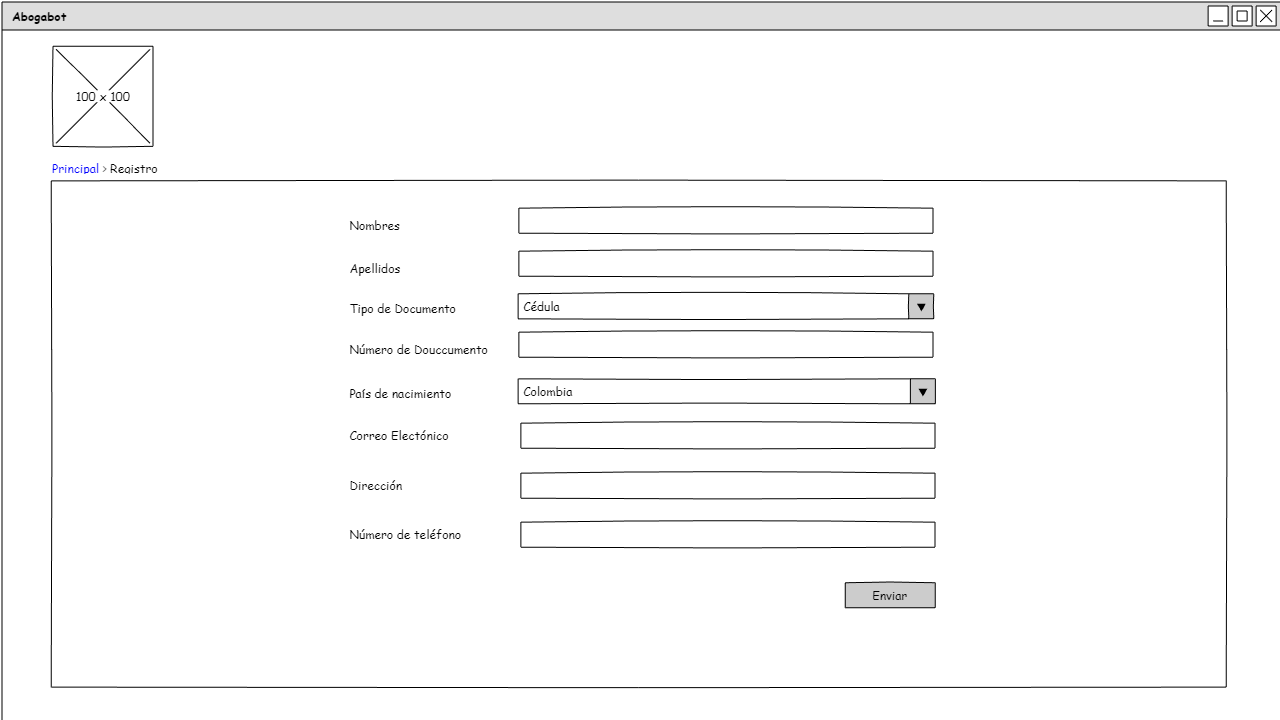 Abogabot
100 x 100
Principal > Registro
Nombres
Apellidos
Tipo de Documento Cédula
Número de Douccumento
País de nacimiento Colombia
Correo Electónico
Dirección
Número de teléfono
Enviar